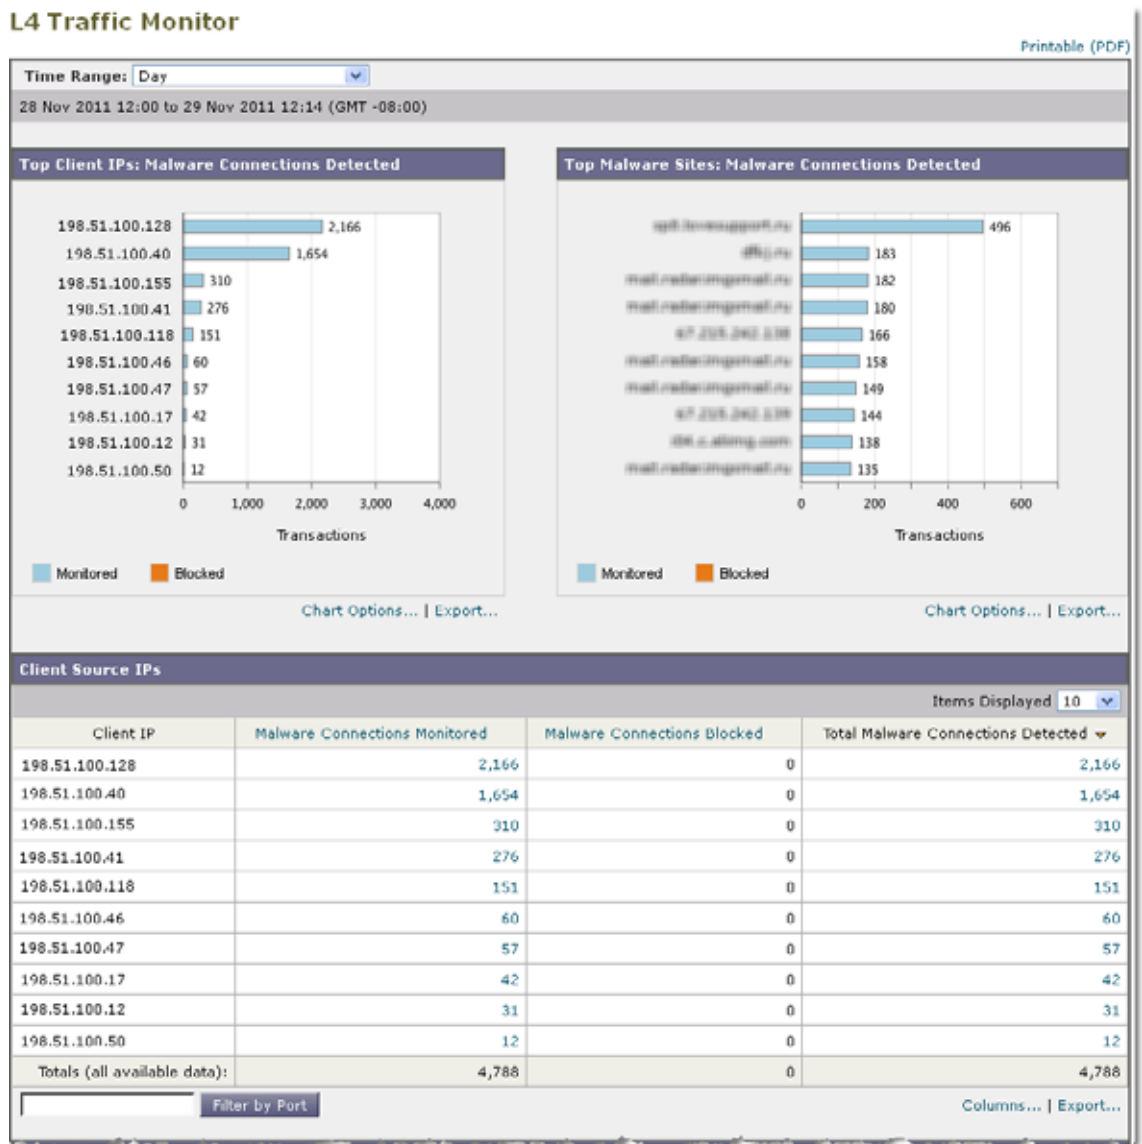 L4 Traffic Monitor
Printable (PDF)
Time Range: Day
28 Nov 2011 12:00 to 29 Nov 2011 12:14 (GMT -08:00)
Top Client IPs: Malware Connections Detected
198.51.100.128 2,166
198.51.100.40 1,654
198.51.100.155 310
198.51.100.41 276
198.51.100.118 151
198.51.100.46 60
198.51.100.47 57
198.51.100.17 42
198.51.100.12 31
198.51.100.50 12
0 1,000 2,000 3,000 4,000
Transactions
Monitored Blocked
Chart Options... | Export...
Top Malware Sites: Malware Connections Detected
496
183
182
180
166
158
149
144
138
135
0 200 400 600
Transactions
Monitored Blocked
Chart Options... | Export...
Client Source IPs
Items Displayed 10
Client IP Malware Connections Monitored Malware Connections Blocked Total Malware Connections Detected
198.51.100.128 2,166 0 2,166
198.51.100.40 1,654 0 1,654
198.51.100.155 310 0 310
198.51.100.41 276 0 276
198.51.100.118 151 0 151
198.51.100.46 60 0 60
198.51.100.47 57 0 57
198.51.100.17 42 0 42
198.51.100.12 31 0 31
198.51.100.50 12 0 12
Totals (all available data): 4,788 0 4,788
Filter by Port
Columns... | Export...